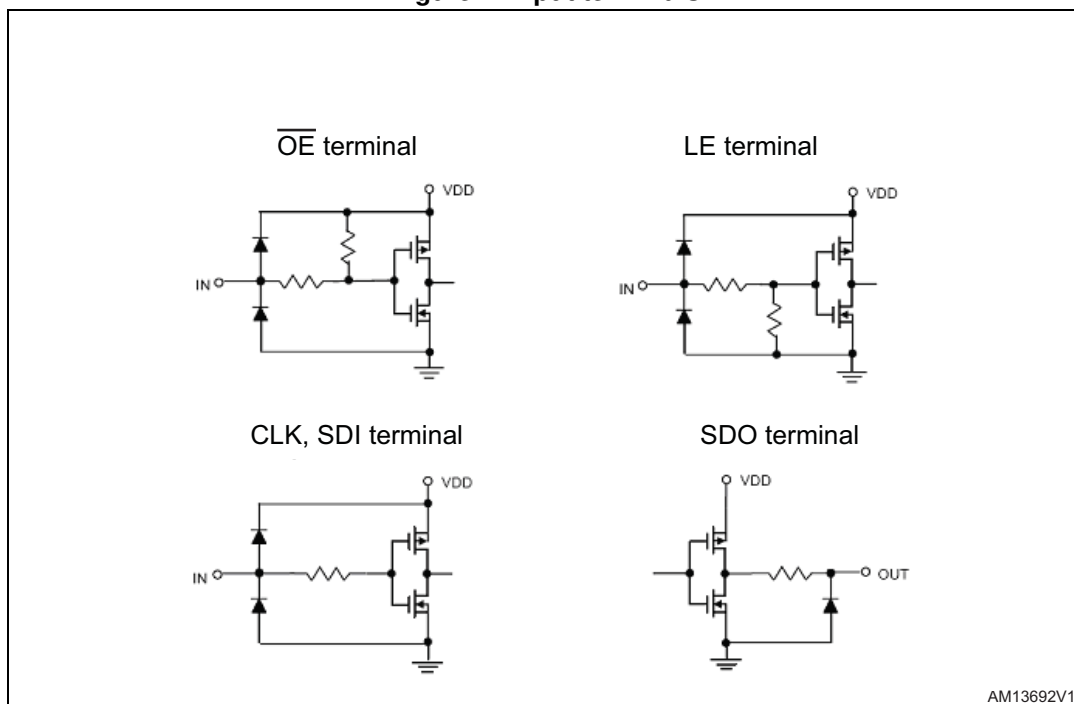 OE terminal
LE terminal
VDD
VDD
IN
IN
CLK, SDI terminal
SDO terminal
VDD
VDD
IN
OUT
AM13692V1